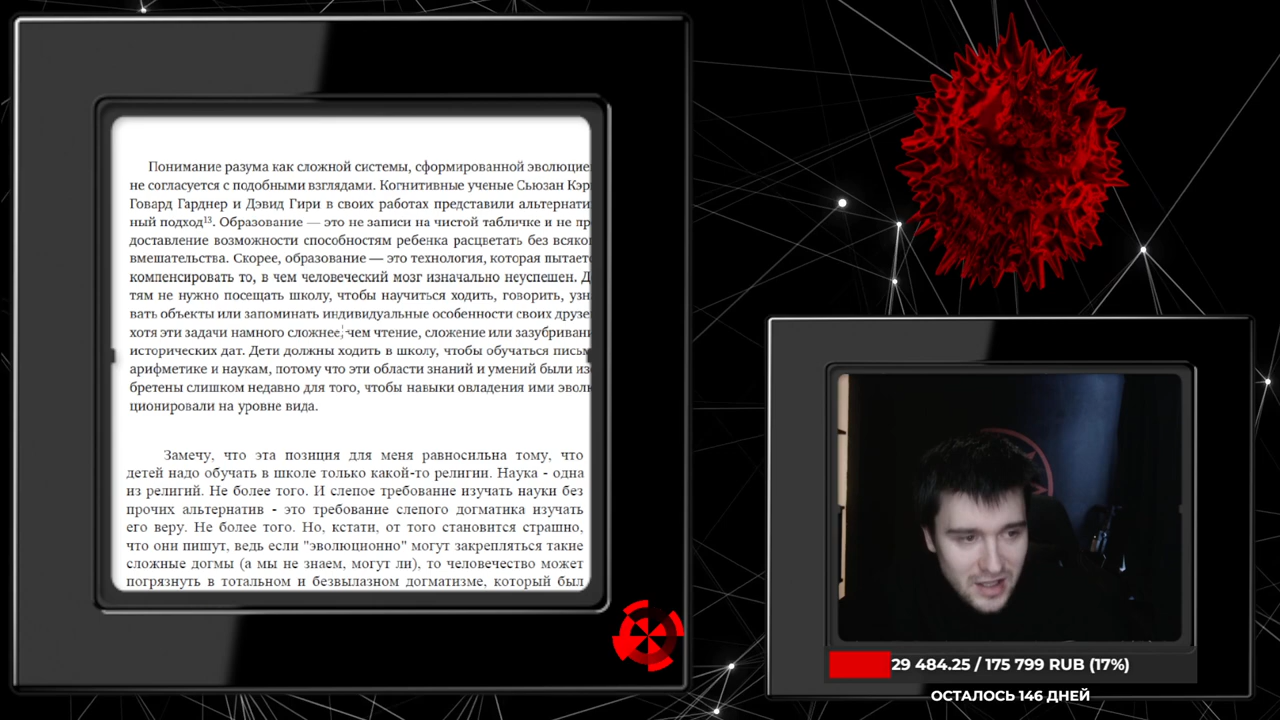 Понимание разума как сложной системы, сформированной эволюцие
не согласуется с подобными взглядами. Когнитивные ученые Сьюзан Кэр
Говард Гарднер и Дэвид Гири в своих работах представили альтернати
ный подход¹³. Образование — это не записи на чистой табличке и не пр
доставление возможности способностям ребенка расцветать без всяко
вмешательства. Скорее, образование — это технология, которая пытает
компенсировать то, в чем человеческий мозг изначально неуспешен. Д
тям не нужно посещать школу, чтобы научиться ходить, говорить, узн
вать объекты или запоминать индивидуальные особенности своих друзе
хотя эти задачи намного сложнее, чем чтение, сложение или зазубриван
исторических дат. Дети должны ходить в школу, чтобы обучаться письм
арифметике и наукам, потому что эти области знаний и умений были из
бретены слишком недавно для того, чтобы навыки овладения ими эвол
ционировали на уровне вида.
Замечу, что эта позиция для меня равносильна тому, что
детей надо обучать в школе только какой-то религии. Наука - одна
из религий. Не более того. И слепое требование изучать науки без
прочих альтернатив - это требование слепого догматика изучать
его веру. Не более того. Но, кстати, от того становится страшно,
что они пишут, ведь если "эволюционно" могут закрепляться такие
сложные догмы (а мы не знаем, могут ли), то человечество может
погрязнуть в тотальном и безвылазном догматизме, который был
29 484.25 / 175 799 RUB (17%)
ОСТАЛОСЬ 146 ДНЕЙ